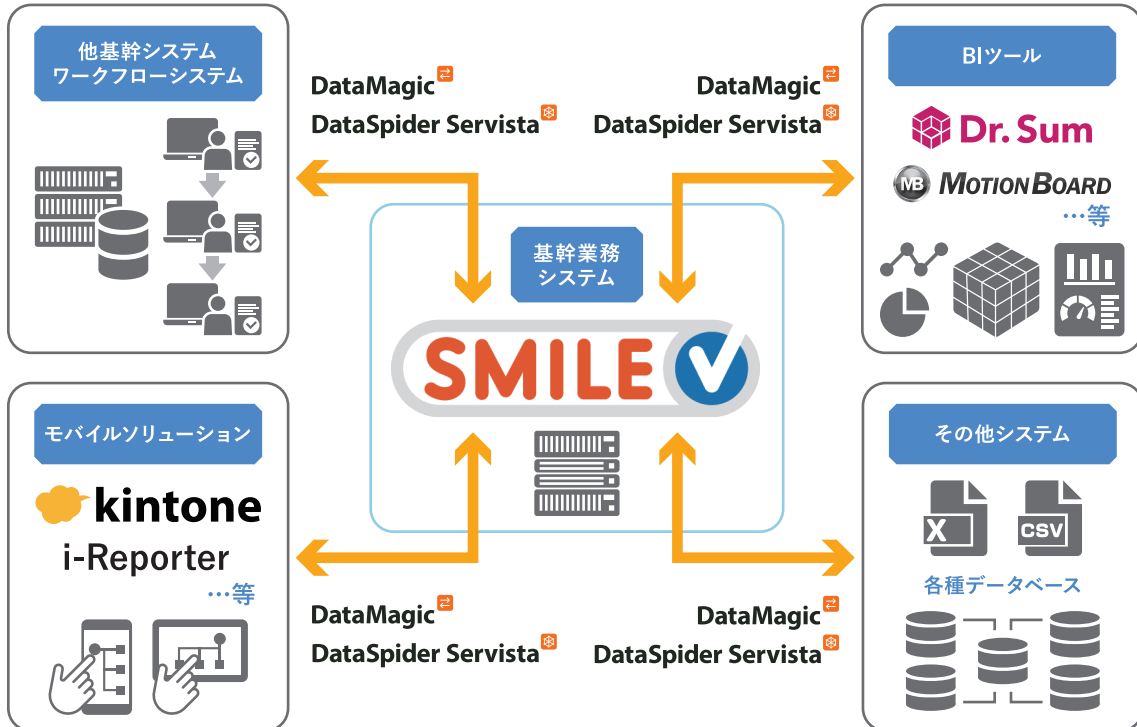 他基幹システム
ワークフローシステム
DataMagic
DataSpider Servista
DataMagic
DataSpider Servista
BIツール
Dr. Sum
MB MOTIONBOARD
…等
基幹業務
システム
SMILE V
モバイルソリューション
kintone
i-Reporter
…等
DataMagic
DataSpider Servista
DataMagic
DataSpider Servista
その他システム
X
CSV
各種データベース